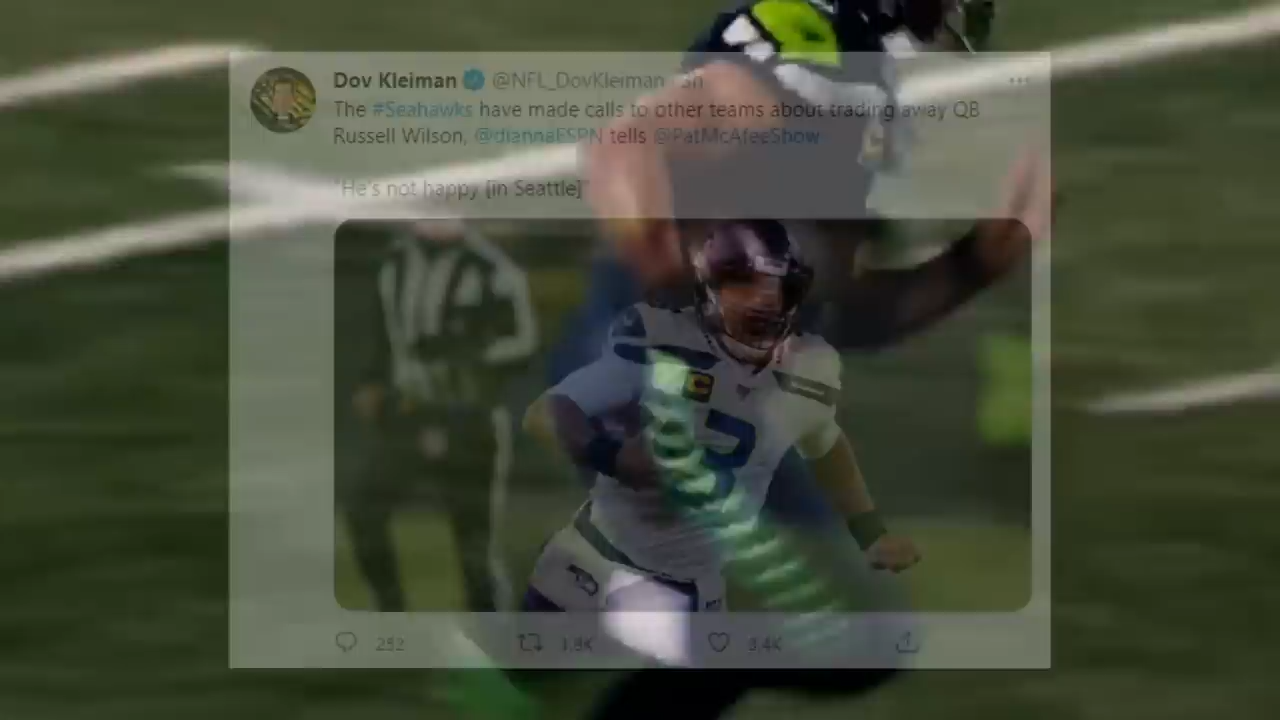 Dov Kleiman @NFL_DovKleiman · 5h
The #Seahawks have made calls to other teams about trading away QB
Russell Wilson, @diannaESPN tells @PatMcAfeeShow
"He's not happy [in Seattle]"
C
3
252